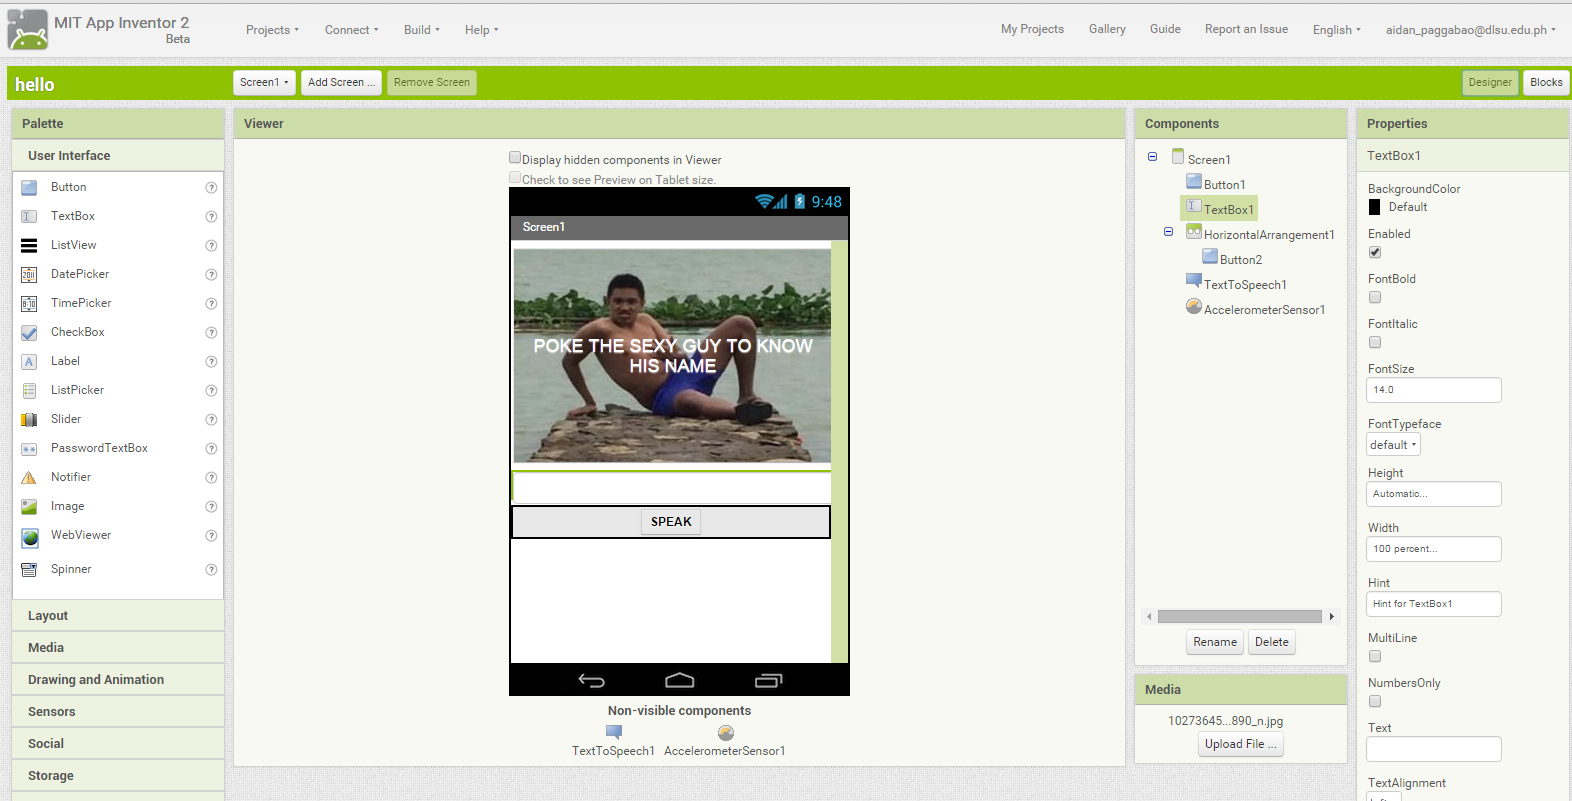 MIT App Inventor 2
Beta
Projects
Connect
Build
Help
My Projects
Gallery
Guide
Report an Issue
English
aidan_paggabao@dlsu.edu.ph
hello
Screen1
Add Screen ...
Remove Screen
Designer
Blocks
Palette
User Interface
Button
TextBox
ListView
DatePicker
TimePicker
CheckBox
Label
ListPicker
Slider
PasswordTextBox
Notifier
Image
WebViewer
Spinner
Layout
Media
Drawing and Animation
Sensors
Social
Storage
Viewer
Display hidden components in Viewer
Check to see Preview on Tablet size.
9:48
Screen1
POKE THE SEXY GUY TO KNOW
HIS NAME
SPEAK
Non-visible components
TextToSpeech1
AccelerometerSensor1
Components
Screen1
Button1
TextBox1
HorizontalArrangement1
Button2
TextToSpeech1
AccelerometerSensor1
Rename
Delete
Media
10273645...890_n.jpg
Upload File ...
Properties
TextBox1
BackgroundColor
Default
Enabled
FontBold
FontItalic
FontSize
14.0
FontTypeface
default
Height
Automatic...
Width
100 percent...
Hint
Hint for TextBox1
MultiLine
NumbersOnly
Text
TextAlignment